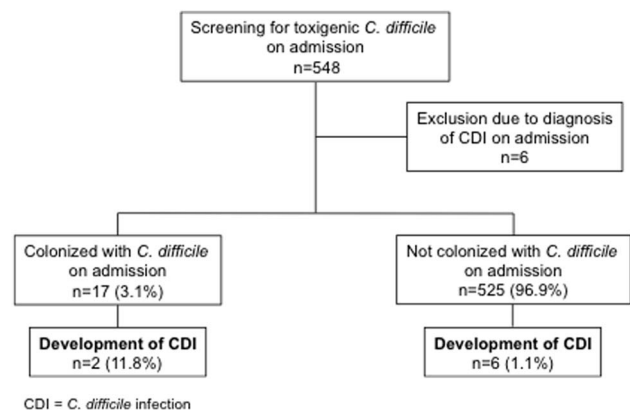 Screening for toxigenic C. difficile
on admission
n=548
Exclusion due to diagnosis
of CDI on admission
n=6
Colonized with C. difficile
on admission
n=17 (3.1%)
Not colonized with C. difficile
on admission
n=525 (96.9%)
Development of CDI
n=2 (11.8%)
Development of CDI
n=6 (1.1%)
CDI = C. difficile infection